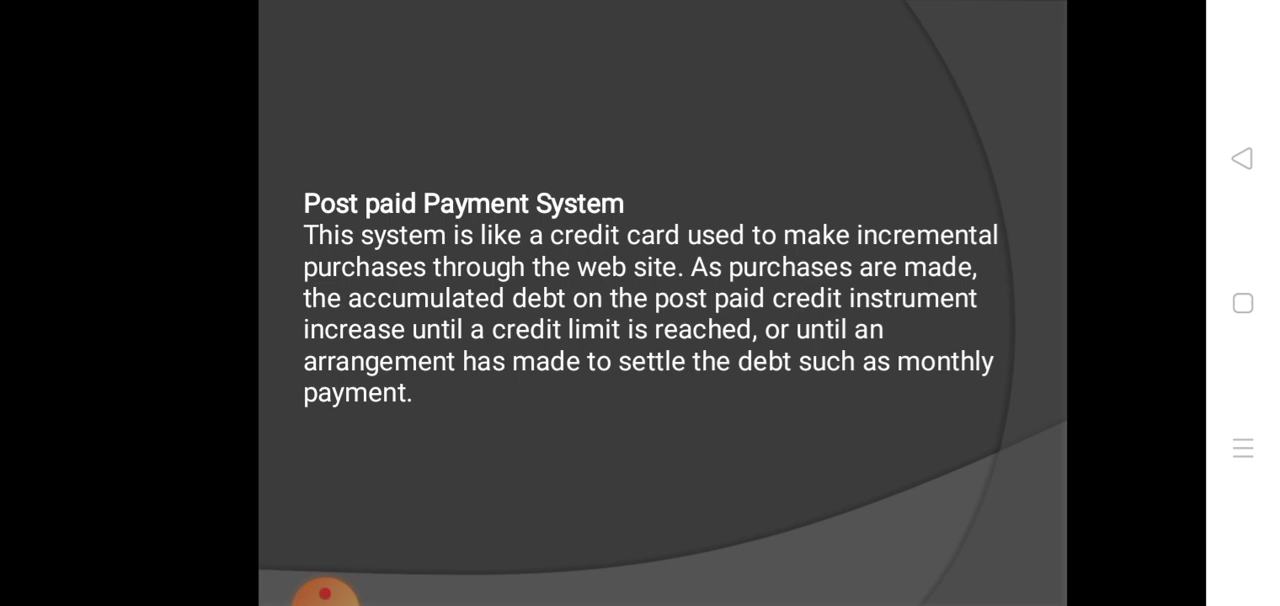 Post paid Payment System
This system is like a credit card used to make incremental
purchases through the web site. As purchases are made,
the accumulated debt on the post paid credit instrument
increase until a credit limit is reached, or until an
arrangement has made to settle the debt such as monthly
payment.